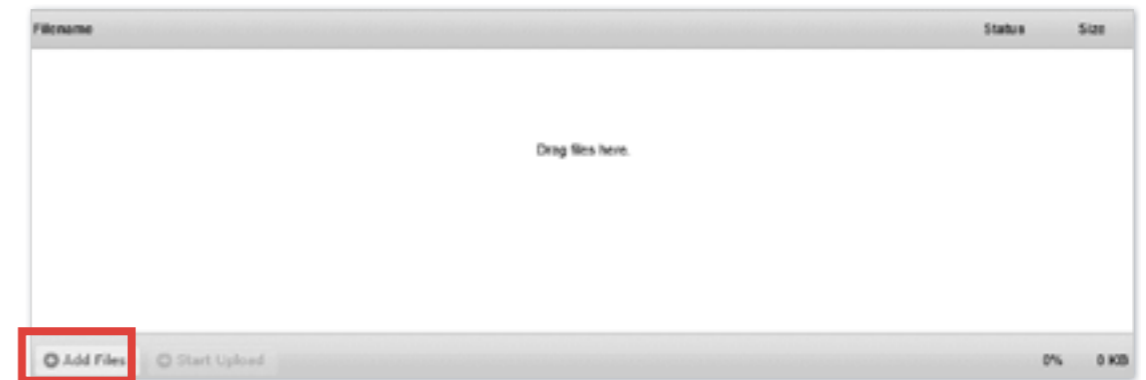 Filename Status Size
Drag files here.
Add Files Start Upload 0% 0 KB